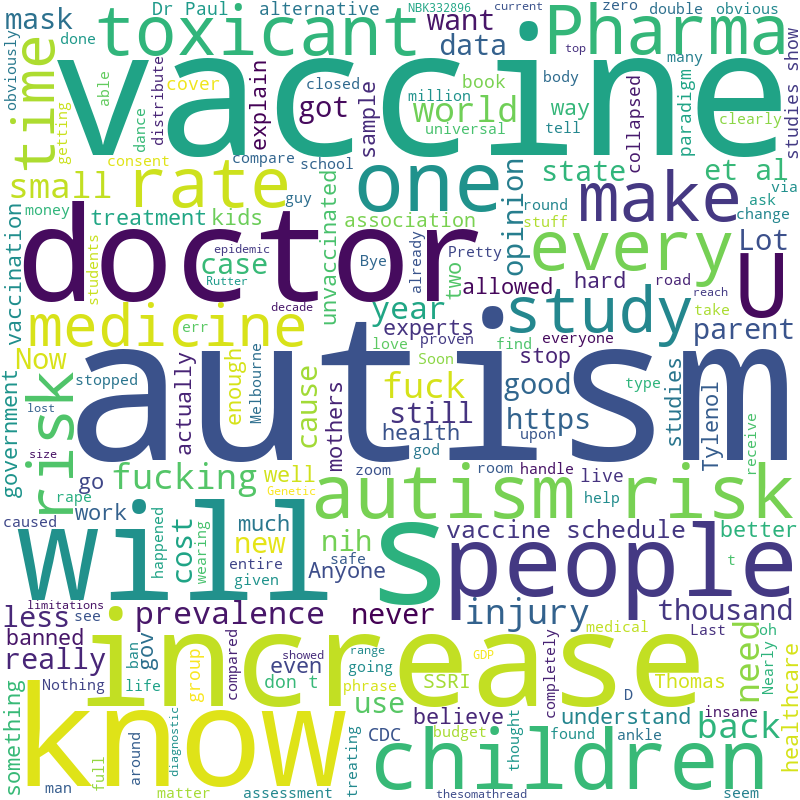 mask
Dr Paul
alternative
NBK332896
current
zero
double
obvious
obviously
done
toxicant
want
Pharma
top
able
distribute
data
many
time
vaccine
getting
cover
explain
closed
book
body
million
way
tell
got
world
universal
sample
collapsed
paradigm
clearly
studies show
dance
consent
compare
school
small
rate
guy
one
state
et al
via
money
treatment
kids
association
unvaccinated
round
stuff
make
ask
change
vaccination
students
doctor
epidemic
Bye
already
Pretty
two
opinion
every
Lot
case
Rutter
allowed
hard
road
U
year
reach
decade
take
medicine
err
experts
proven
love
Soon
find
study
everyone
stop
parent
Now
government
stopped
lost
actually
enough
Melbourne
autism
cause
mothers
fuck
still
health
god
good
https
upon
type
studies
Tylenol
receive
size
risk
go
rape
fucking
well
Genetic
zoom
room
handle
live
help
autism risk
caused
work
happened
cost
wearing
much
new
entire
given
nih
safe
Anyone
vaccine schedule
better
t
will
s
people
limitations
less
see
banned
ban
gov
prevalence
never
injury
thousand
medical
Last
oh
really
Nothing
life
increase
showed
range
going
GDP
completely
need
Nearly
even
don t
phrase
SSRI
D
Thomas
group
compared
something
man
around
full
diagnostic
know
matter
assessment
treating
use
believe
CDC
budget
thought
found
understand
ankle
insane
back
healthcare
children
seem
thesomathread